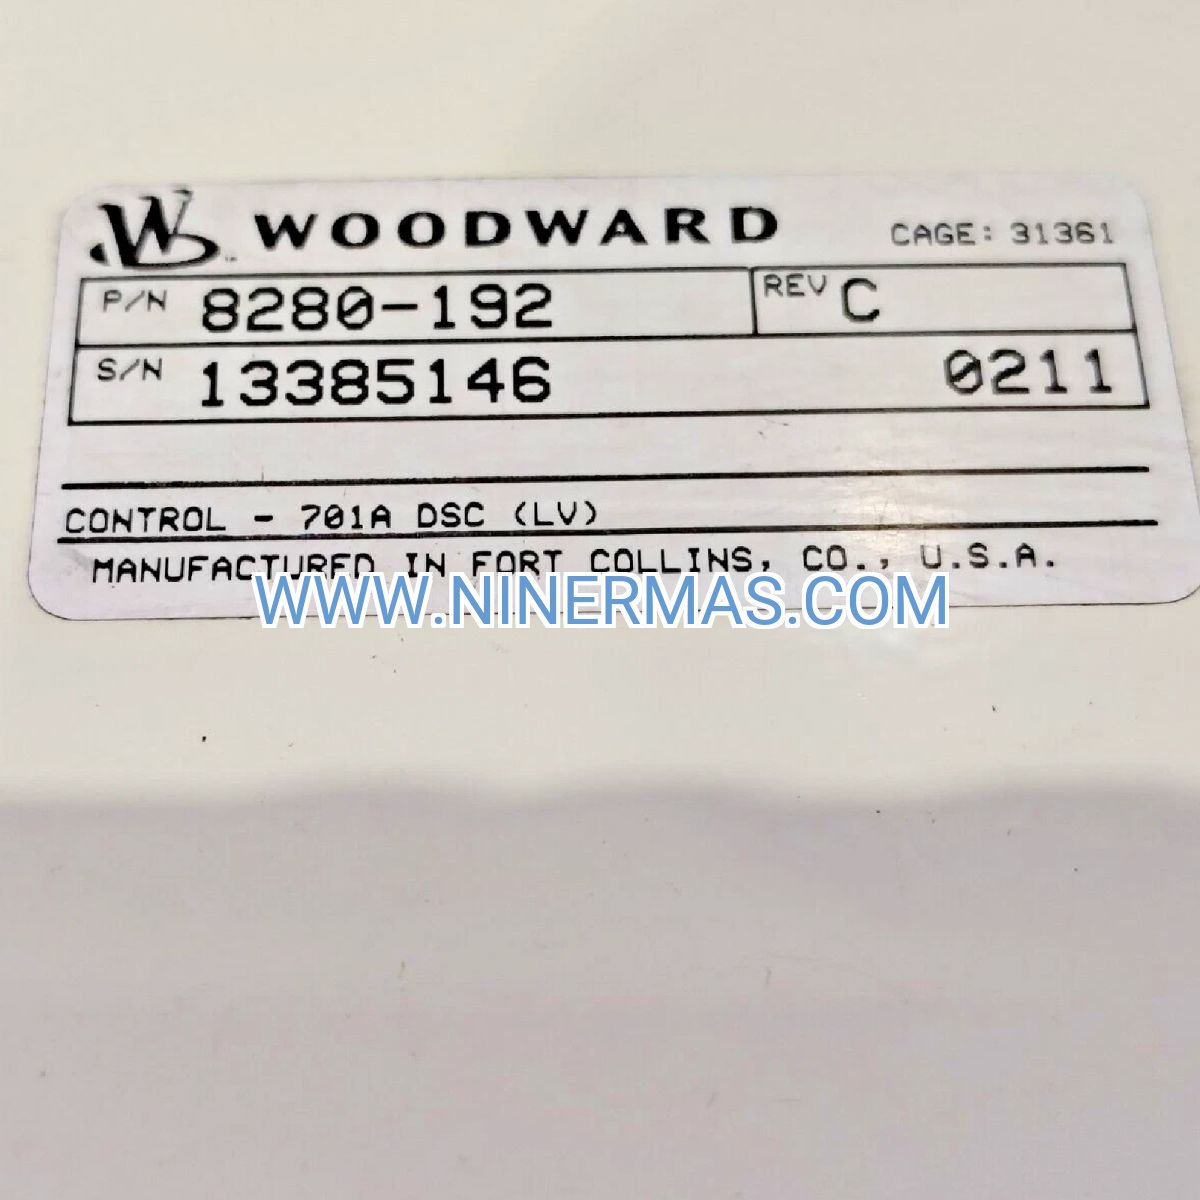 W WOODWARD CAGE: 31361
P/N 8280-192 REV C
S/N 13385146 0211
CONTROL - 701A DSC (LV)
MANUFACTURED IN FORT COLLINS, CO., U.S.A.
WWW.NINERMAS.COM